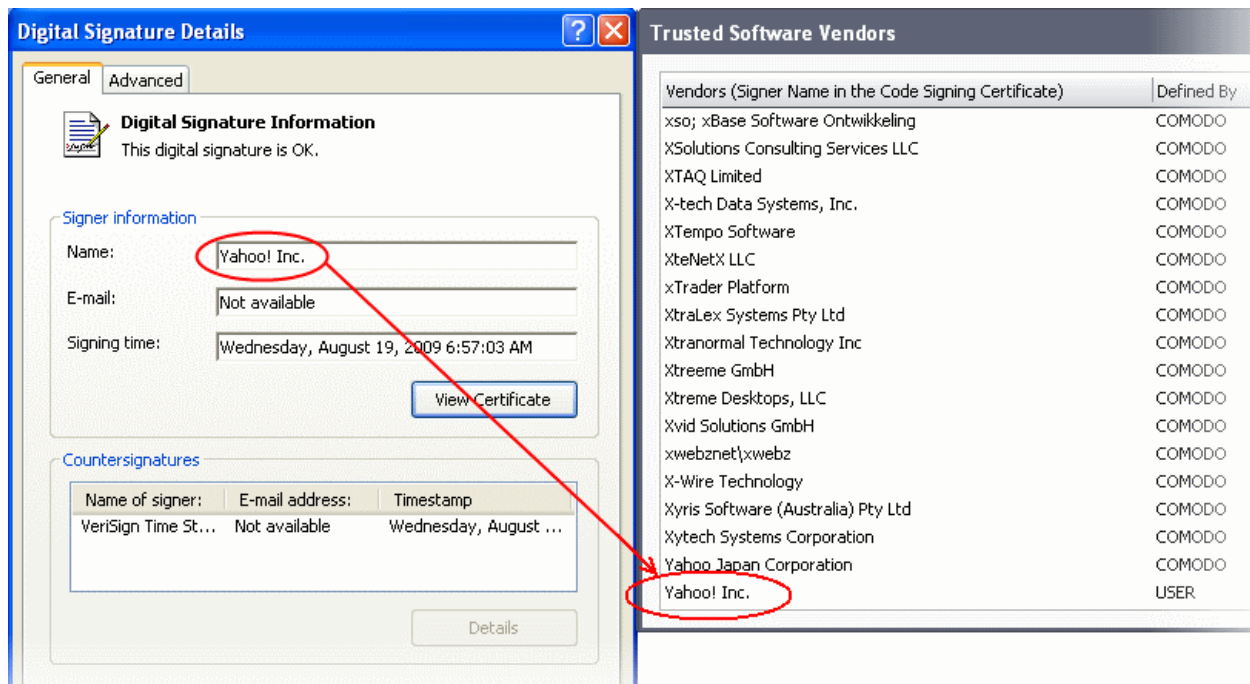 Digital Signature Details
General
Advanced
Digital Signature Information
This digital signature is OK.
Signer information
Name:
Yahoo! Inc.
E-mail:
Not available
Signing time:
Wednesday, August 19, 2009 6:57:03 AM
View Certificate
Countersignatures
Name of signer: E-mail address: Timestamp
VeriSign Time St... Not available Wednesday, August ...
Details
Trusted Software Vendors
Vendors (Signer Name in the Code Signing Certificate) Defined By
xso; xBase Software Ontwikkeling COMODO
XSolutions Consulting Services LLC COMODO
XTAQ Limited COMODO
X-tech Data Systems, Inc. COMODO
XTempo Software COMODO
XteNetX LLC COMODO
xTrader Platform COMODO
XtraLex Systems Pty Ltd COMODO
Xtranormal Technology Inc COMODO
Xtreeme GmbH COMODO
Xtreme Desktops, LLC COMODO
Xvid Solutions GmbH COMODO
xwebznet\xwebz COMODO
X-Wire Technology COMODO
Xyris Software (Australia) Pty Ltd COMODO
Xytech Systems Corporation COMODO
Yahoo Japan Corporation COMODO
Yahoo! Inc. USER